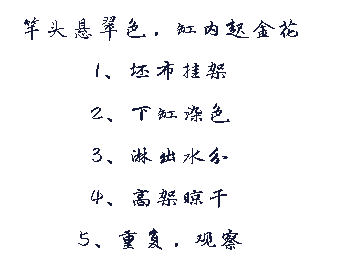 竿头悬翠色，缸内起金花
1、坯布挂架
2、下缸染色
3、淋出水分
4、高架晾干
5、重复，观察